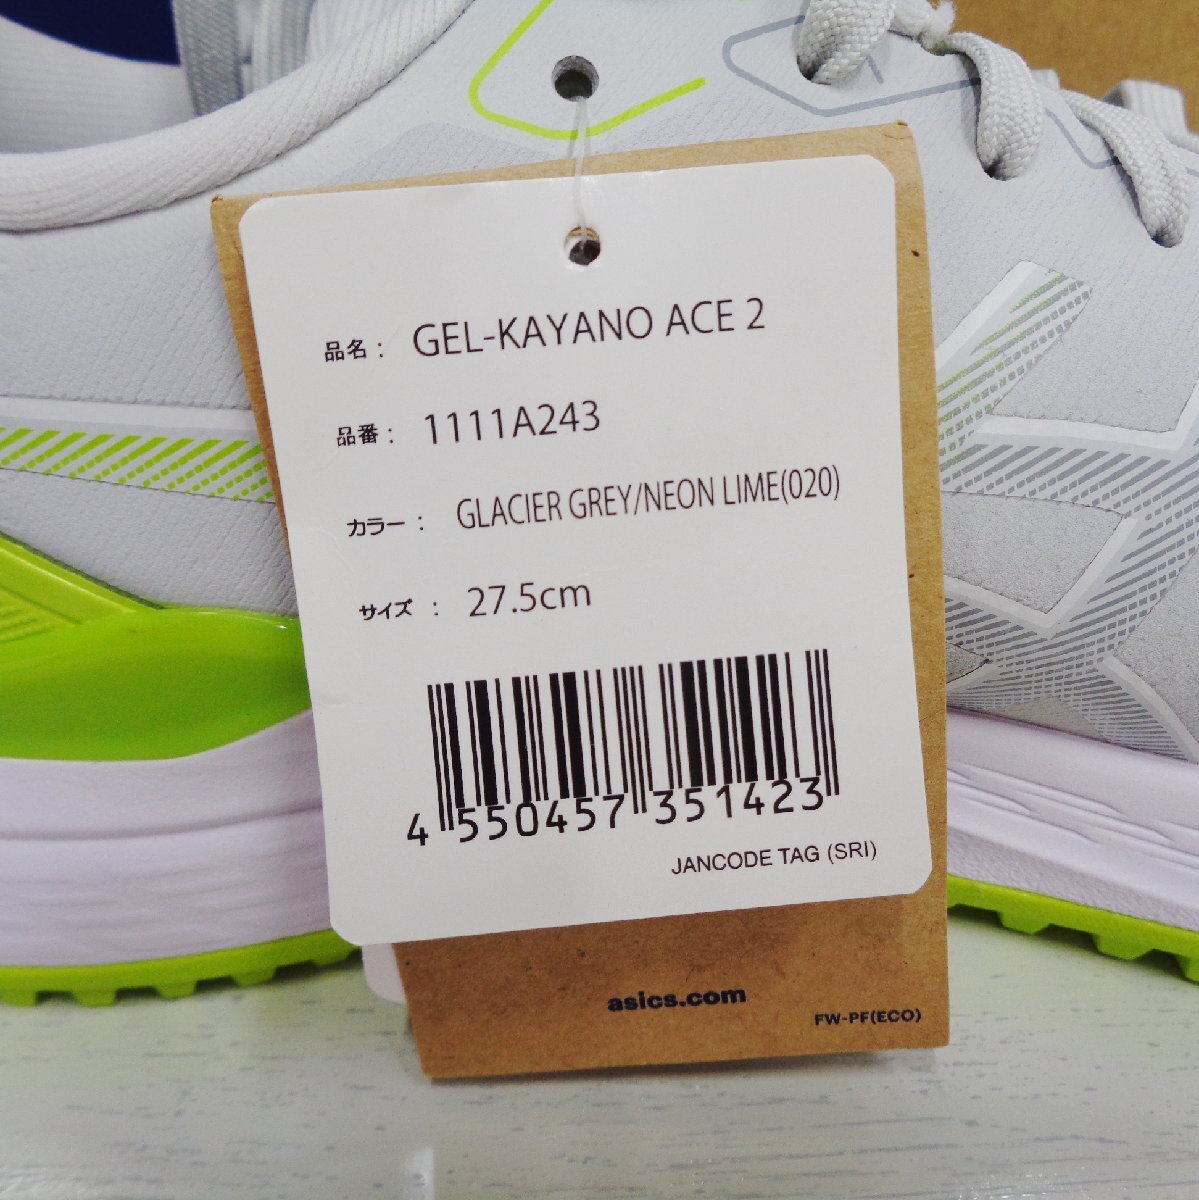 品名： GEL-KAYANO ACE 2
品番： 1111A243
カラー： GLACIER GREY/NEON LIME(020)
サイズ： 27.5cm
4 550457 351423
JANCODE TAG (SRI)
asics.com
FW-PF(ECO)